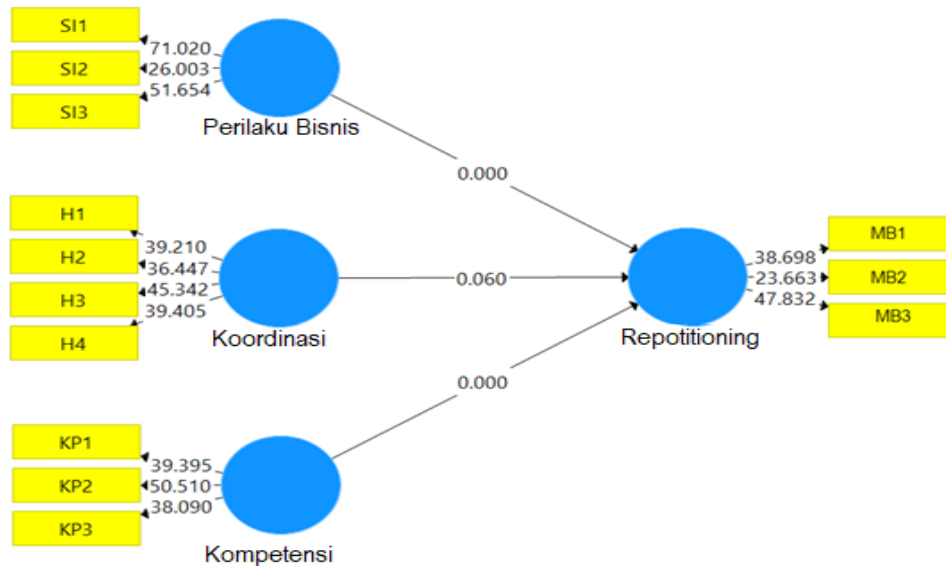 SI1
SI2
SI3
71.020
26.003
51.654
Perilaku Bisnis
0.000
H1
H2
H3
H4
39.210
36.447
45.342
39.405
Koordinasi
0.060
MB1
MB2
MB3
38.698
23.663
47.832
Repotitioning
0.000
KP1
KP2
KP3
39.395
50.510
38.090
Kompetensi